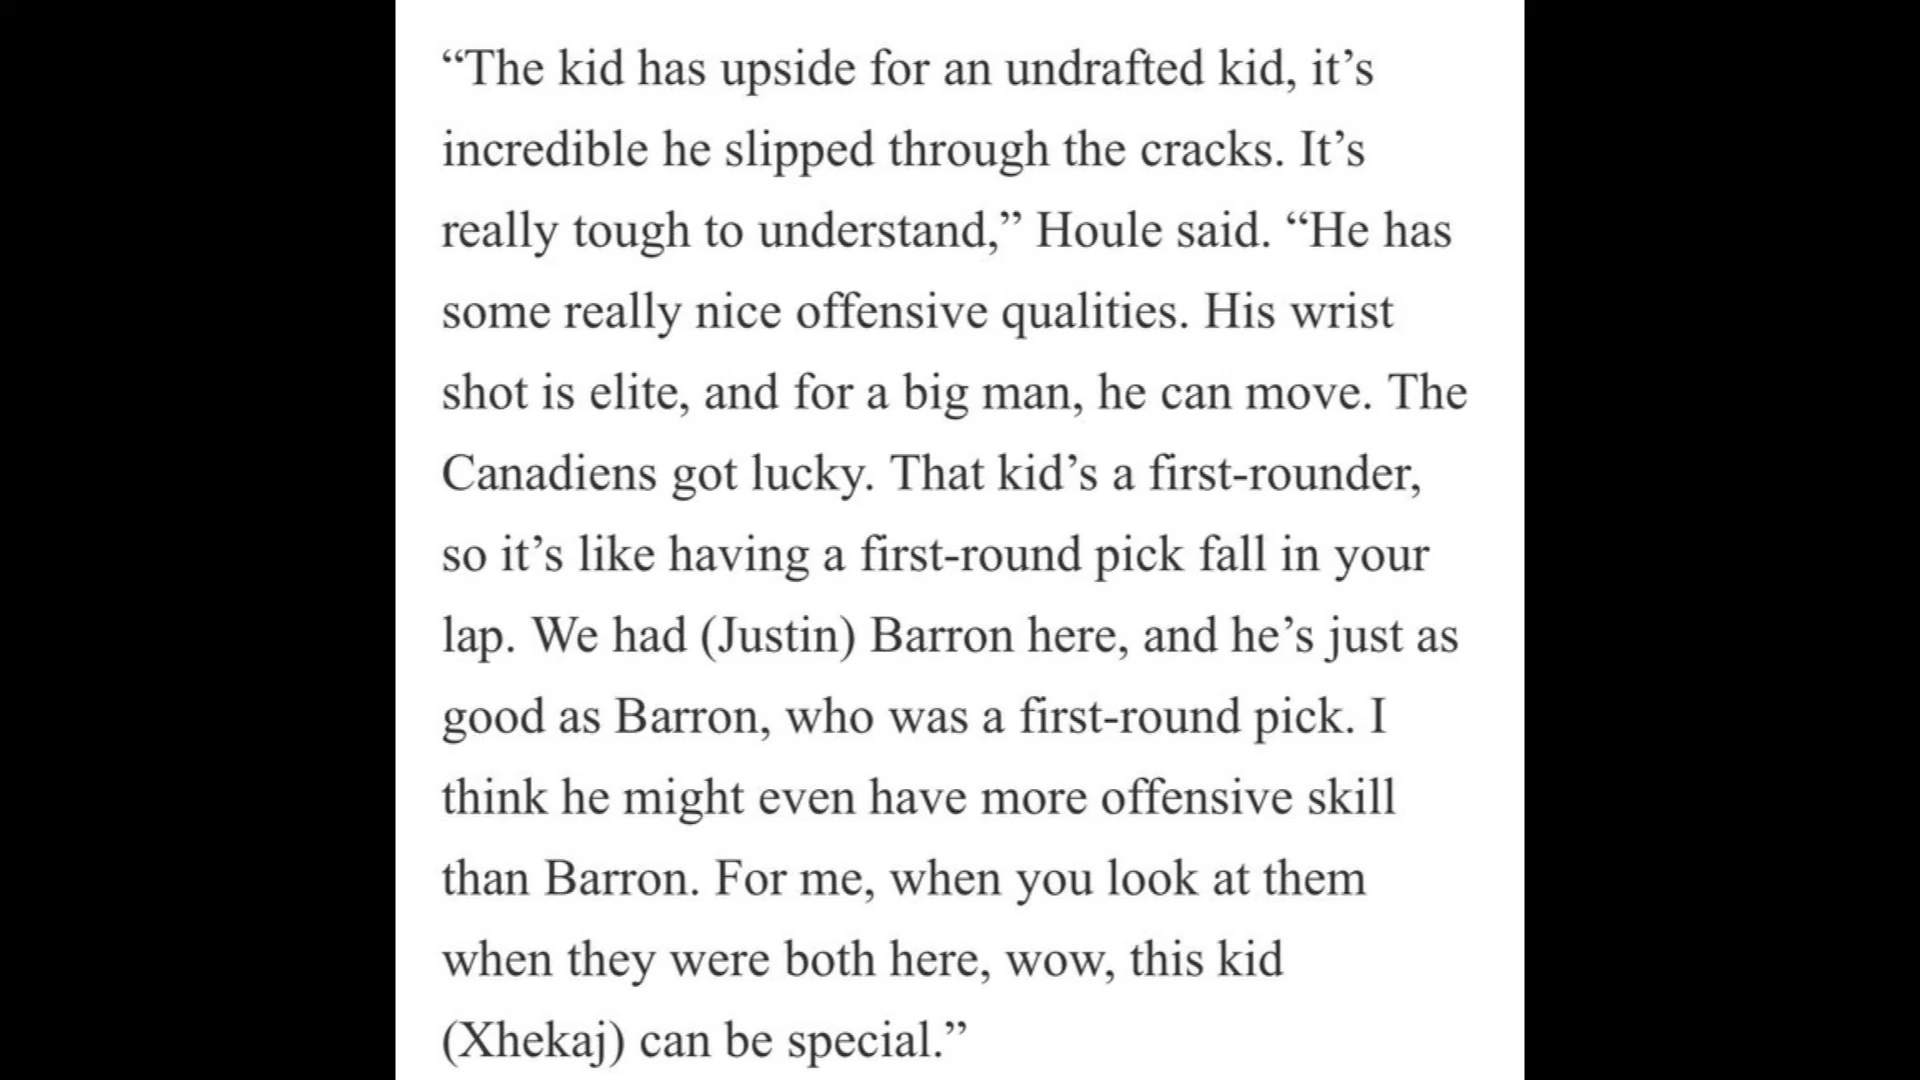 “The kid has upside for an undrafted kid, it’s
incredible he slipped through the cracks. It’s
really tough to understand,” Houle said. “He has
some really nice offensive qualities. His wrist
shot is elite, and for a big man, he can move. The
Canadiens got lucky. That kid’s a first-rounder,
so it’s like having a first-round pick fall in your
lap. We had (Justin) Barron here, and he’s just as
good as Barron, who was a first-round pick. I
think he might even have more offensive skill
than Barron. For me, when you look at them
when they were both here, wow, this kid
(Xhekaj) can be special.”